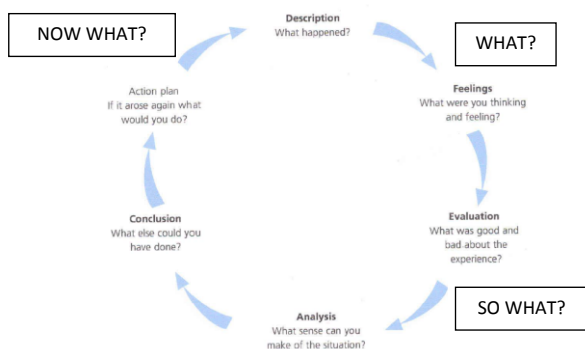 NOW WHAT?
Description
What happened?
WHAT?
Feelings
What were you thinking
and feeling?
Evaluation
What was good and
bad about the
experience?
SO WHAT?
Analysis
What sense can you
make of the situation?
Conclusion
What else could you
have done?
Action plan
If it arose again what
would you do?